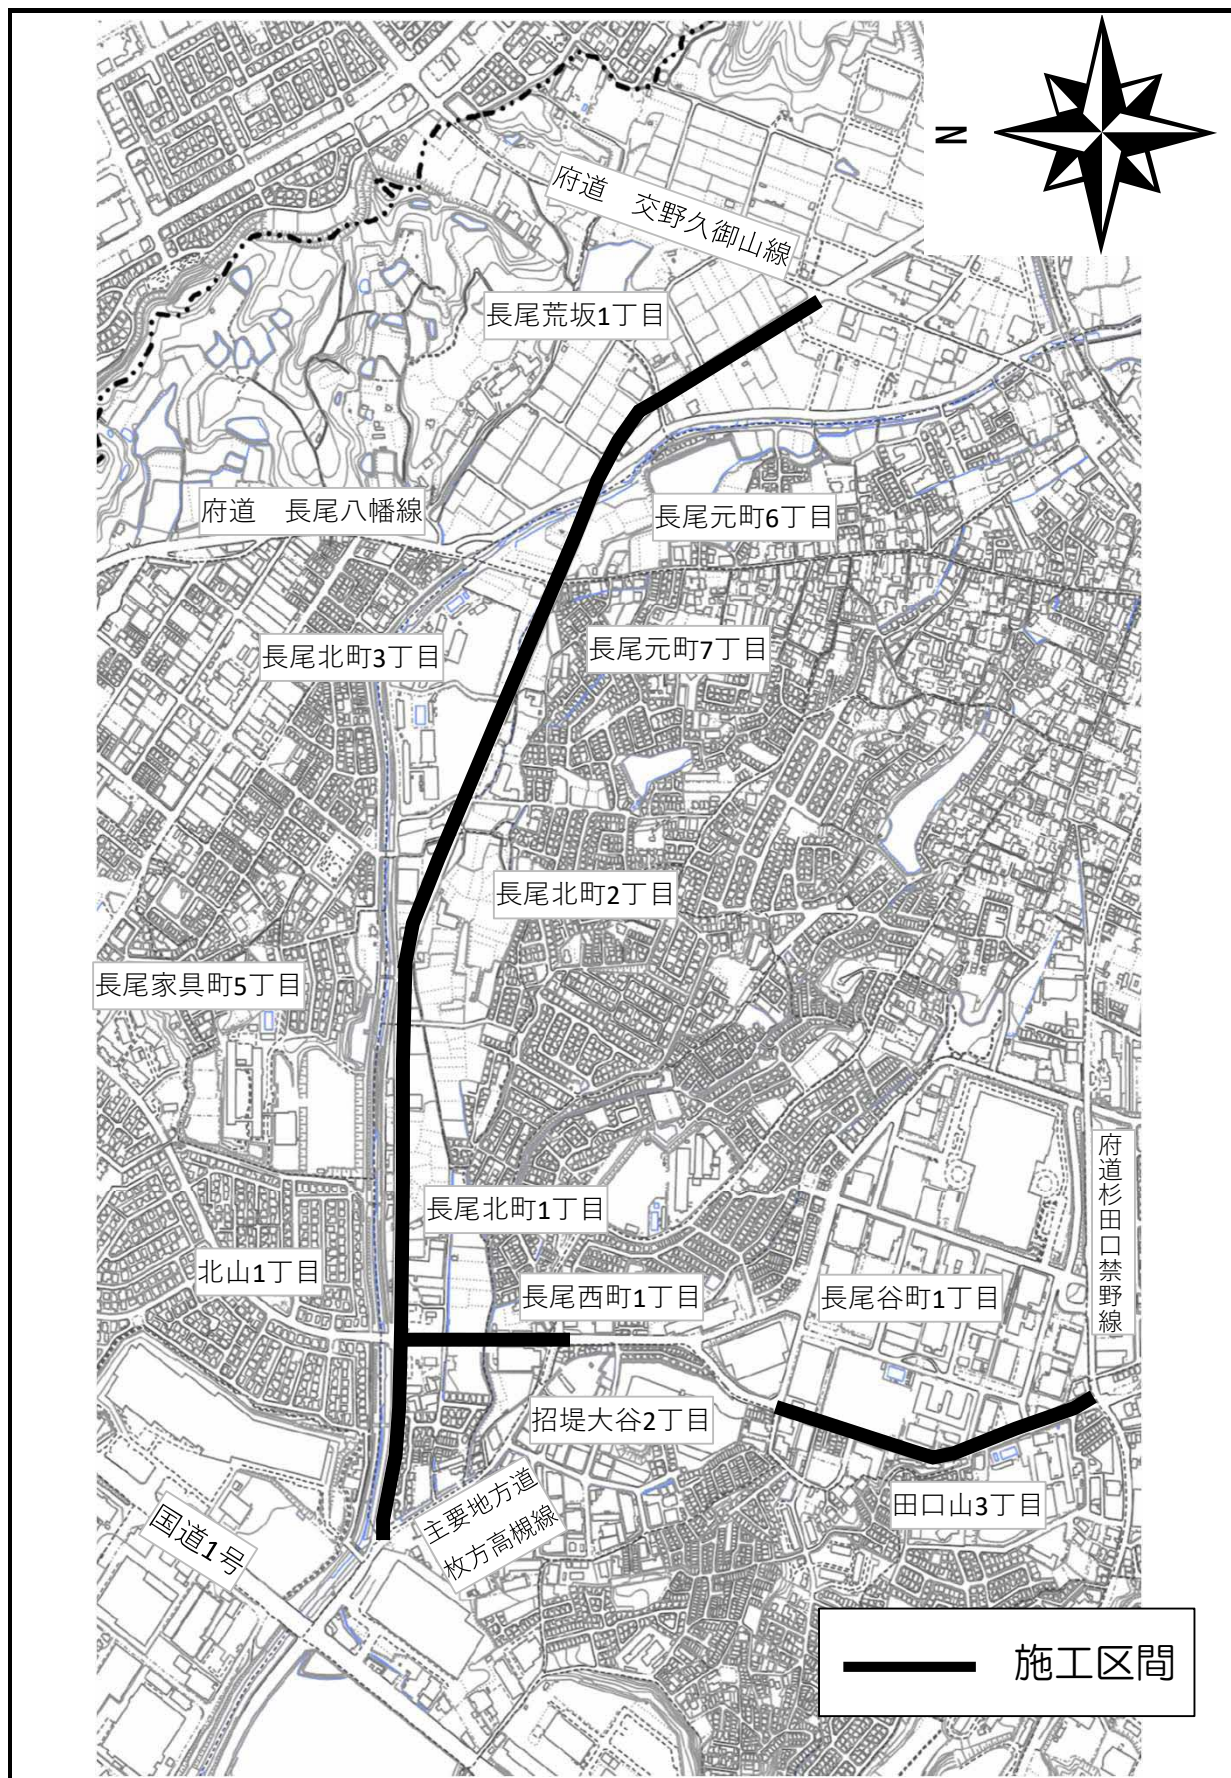 N
府道　交野久御山線
長尾荒坂1丁目
府道　長尾八幡線
長尾元町6丁目
長尾北町3丁目
長尾元町7丁目
長尾北町2丁目
長尾家具町5丁目
府道杉田口禁野線
長尾北町1丁目
北山1丁目
長尾西町1丁目
長尾谷町1丁目
招堤大谷2丁目
田口山3丁目
主要地方道
枚方高槻線
国道1号
施工区間